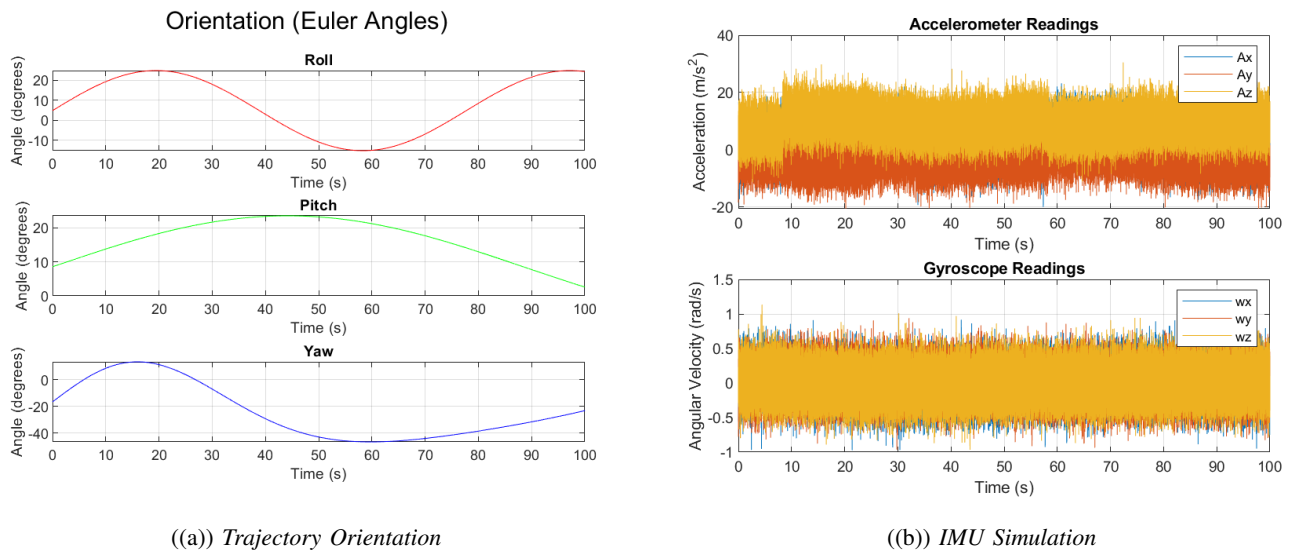 Orientation (Euler Angles)
Roll
Angle (degrees)
20
10
0
-10
0 10 20 30 40 50 60 70 80 90 100
Time (s)
Pitch
Angle (degrees)
20
10
0
0 10 20 30 40 50 60 70 80 90 100
Time (s)
Yaw
Angle (degrees)
0
-20
-40
0 10 20 30 40 50 60 70 80 90 100
Time (s)
((a)) Trajectory Orientation
Accelerometer Readings
Acceleration (m/s²)
40
20
0
-20
Ax
Ay
Az
0 10 20 30 40 50 60 70 80 90 100
Time (s)
Gyroscope Readings
Angular Velocity (rad/s)
1.5
1
0.5
0
-0.5
-1
wx
wy
wz
0 10 20 30 40 50 60 70 80 90 100
Time (s)
((b)) IMU Simulation